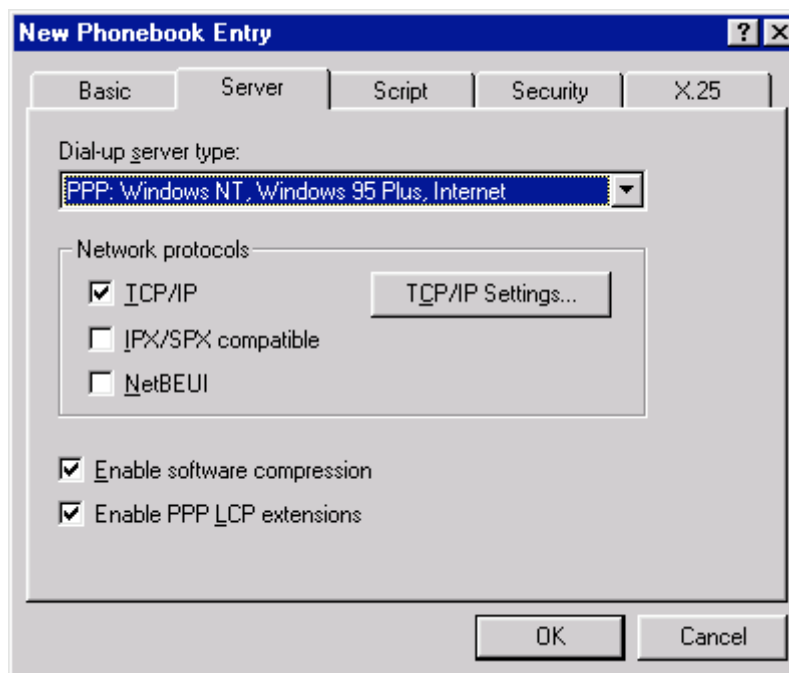 New Phonebook Entry
Basic Server Script Security X.25
Dial-up server type:
PPP: Windows NT, Windows 95 Plus, Internet
Network protocols
TCP/IP TCP/IP Settings...
IPX/SPX compatible
NetBEUI
Enable software compression
Enable PPP LCP extensions
OK Cancel